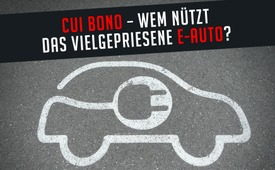 CUI BONO – WEM NÜTZT
DAS VIELGEPRIESENE E-AUTO?